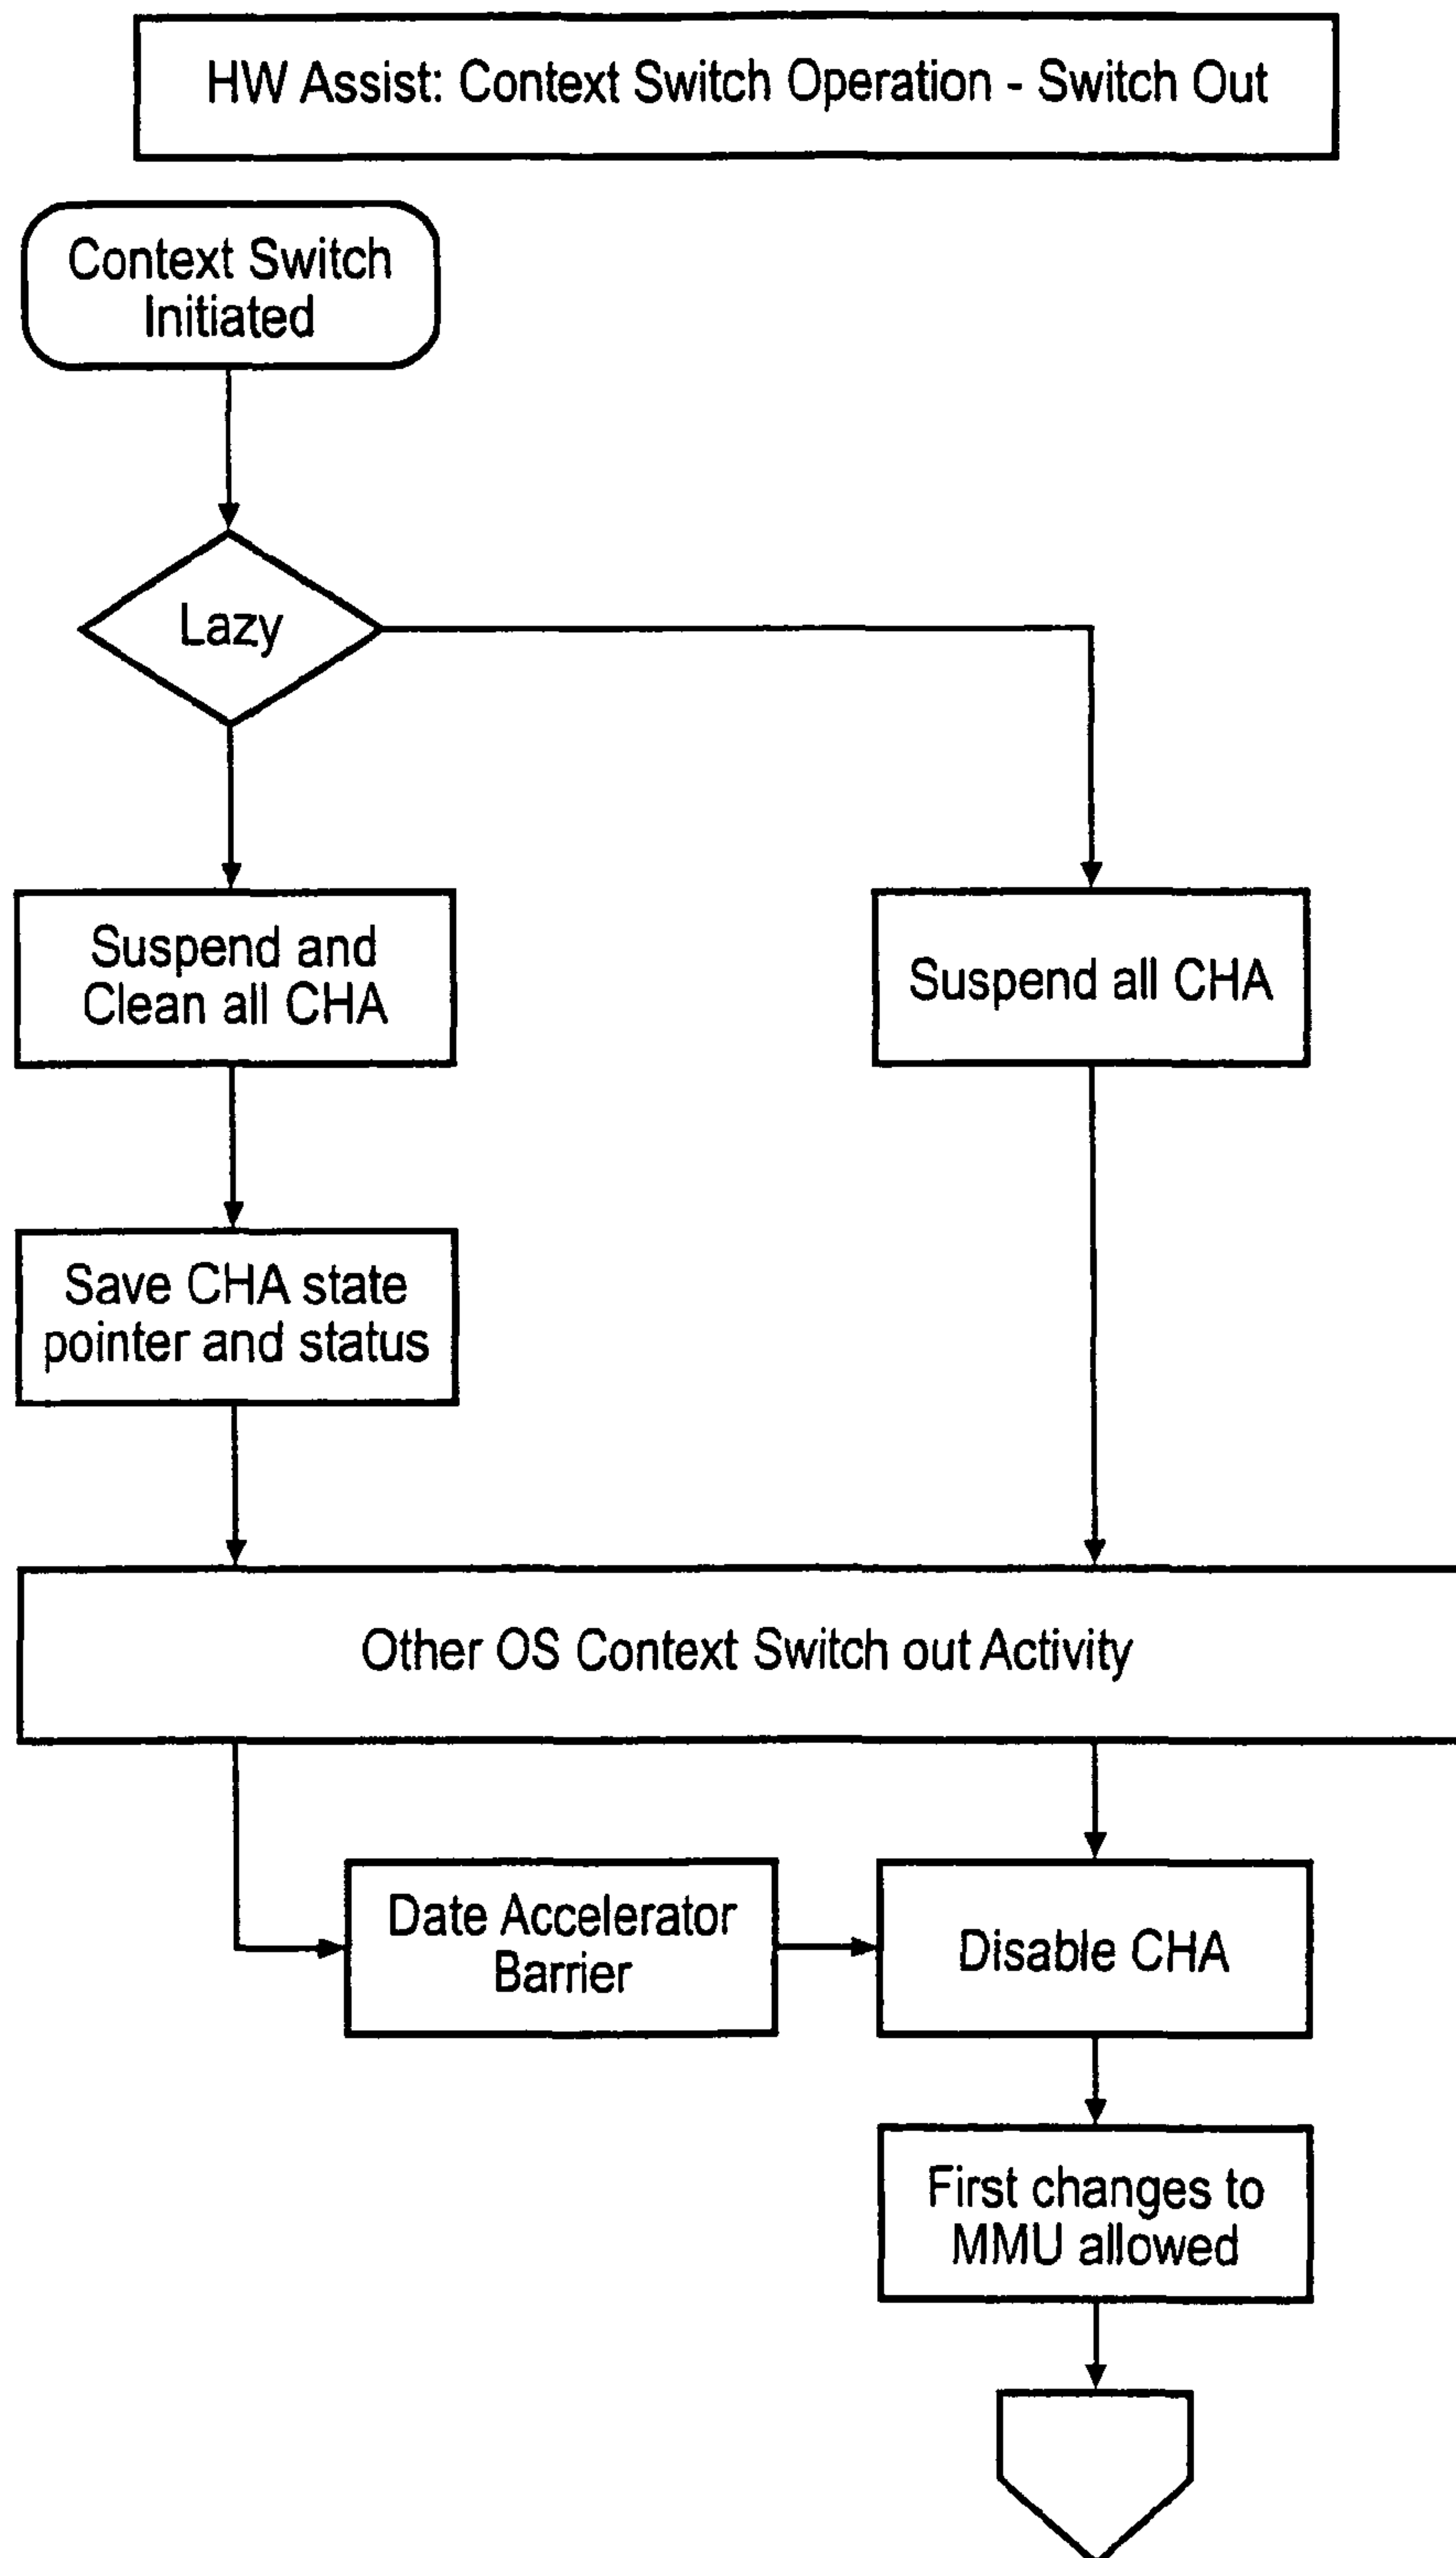 HW Assist: Context Switch Operation - Switch Out
Context Switch
Initiated
Lazy
Suspend and
Clean all CHA
Suspend all CHA
Save CHA state
pointer and status
Other OS Context Switch out Activity
Date Accelerator
Barrier
Disable CHA
First changes to
MMU allowed